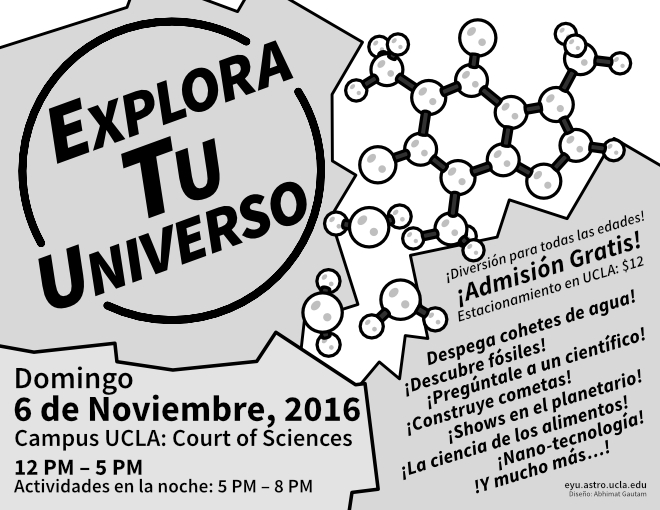 EXPLORA
TU
UNIVERSO
¡Diversión para todas las edades!
¡Admisión Gratis!
Estacionamiento en UCLA: $12
Despega cohetes de agua!
¡Descubre fósiles!
¡Pregúntale a un científico!
¡Construye cometas!
¡Shows en el planetario!
¡La ciencia de los alimentos!
¡Nano-tecnología!
!Y mucho más...!
Domingo
6 de Noviembre, 2016
Campus UCLA: Court of Sciences
12 PM – 5 PM
Actividades en la noche: 5 PM – 8 PM
eyu.astro.ucla.edu
Diseño: Abhimat Gautam